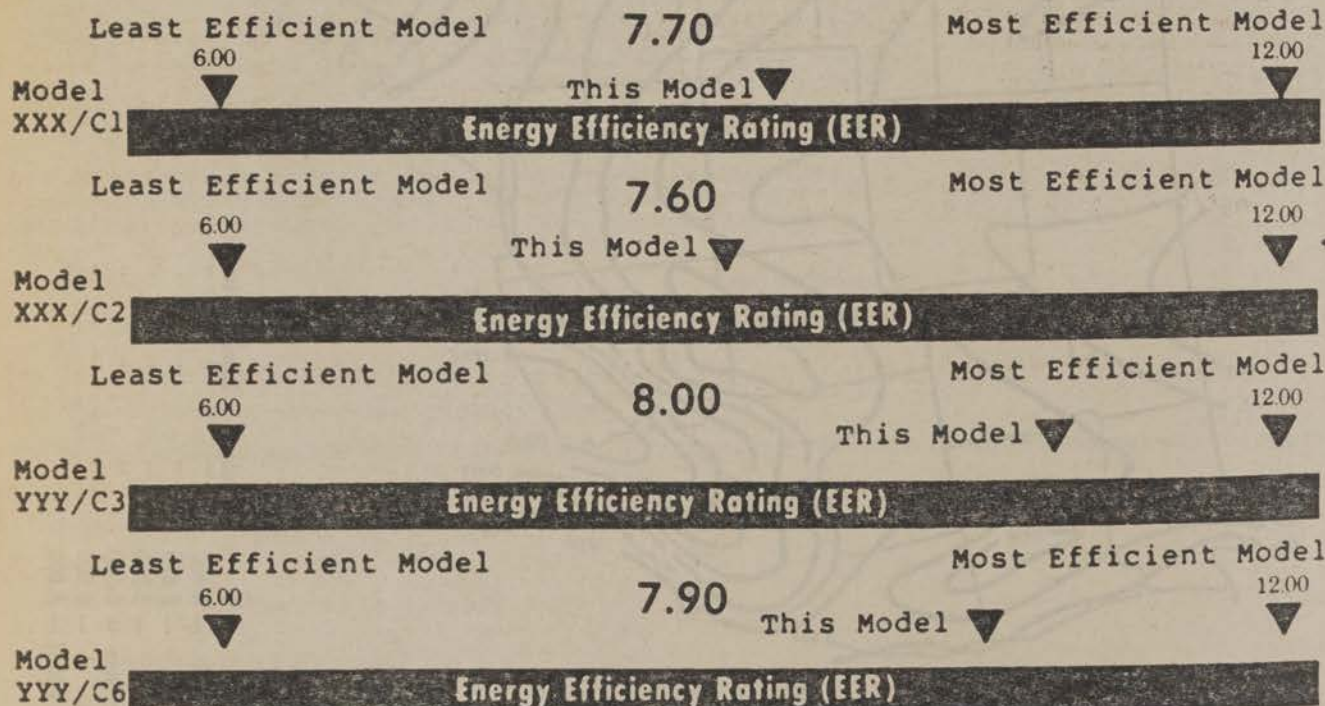 Least Efficient Model 7.70 Most Efficient Model
6.00 12.00
Model This Model
XXX/C1 Energy Efficiency Rating (EER)
Least Efficient Model 7.60 Most Efficient Model
6.00 12.00
This Model
Model
XXX/C2 Energy Efficiency Rating (EER)
Least Efficient Model 8.00 Most Efficient Model
6.00 12.00
This Model
Model
YYY/C3 Energy Efficiency Rating (EER)
Least Efficient Model 7.90 Most Efficient Model
6.00 12.00
This Model
Model
YYY/C6 Energy Efficiency Rating (EER)